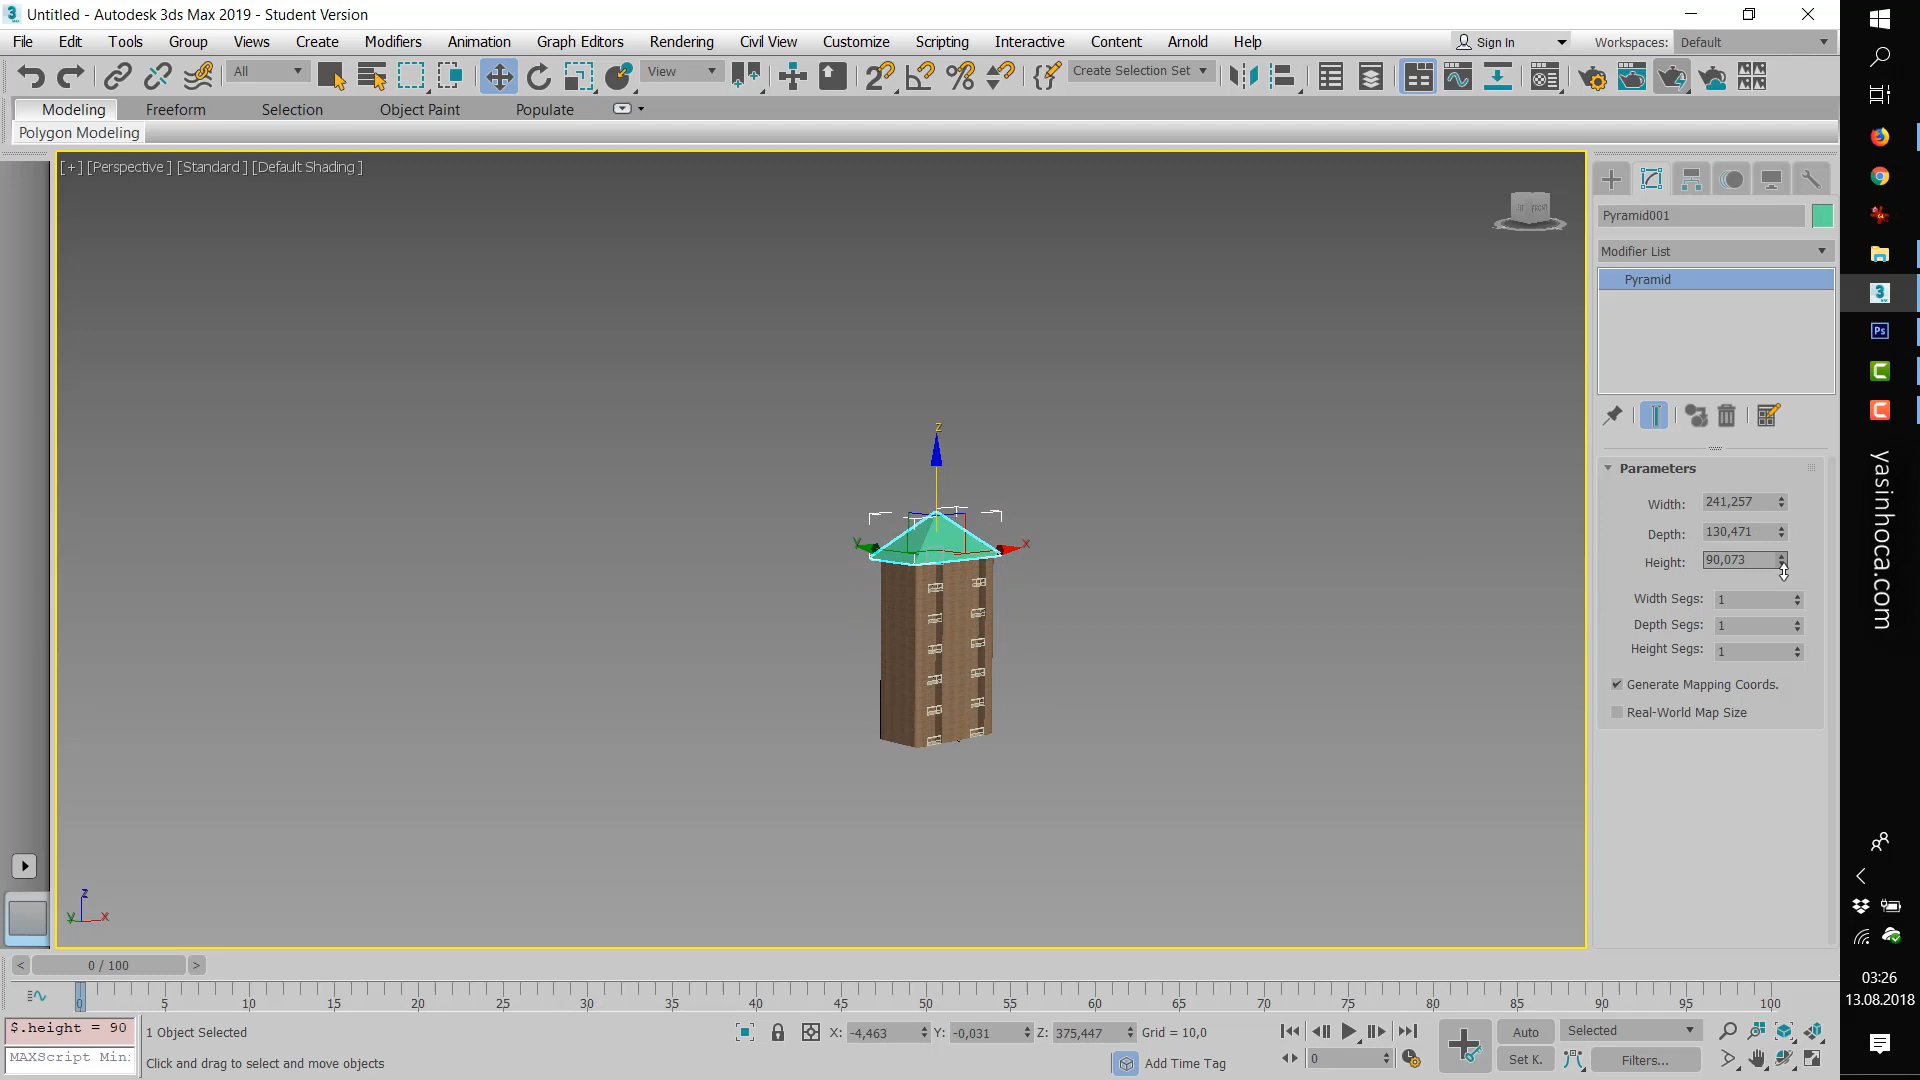 Untitled - Autodesk 3ds Max 2019 - Student Version
File Edit Tools Group Views Create Modifiers Animation Graph Editors Rendering Civil View Customize Scripting Interactive Content Arnold Help Sign In Workspaces: Default
All View Create Selection Set
Modeling Freeform Selection Object Paint Populate
Polygon Modeling
[+] [Perspective ] [Standard ] [Default Shading ]
FRONT
Pyramid001
Modifier List
Pyramid
Parameters
Width: 241,257
Depth: 130,471
Height: 90,073
Width Segs: 1
Depth Segs: 1
Height Segs: 1
Generate Mapping Coords.
Real-World Map Size
z
y x
z
y x
yasinhoca.com
03:26
13.08.2018
< 0 / 100 >
0 5 10 15 20 25 30 35 40 45 50 55 60 65 70 75 80 85 90 95 100
$.height = 90 1 Object Selected X: -4,463 Y: -0,031 Z: 375,447 Grid = 10,0 Auto Selected
MAXScript Min: Click and drag to select and move objects Add Time Tag 0 Set K. Filters...